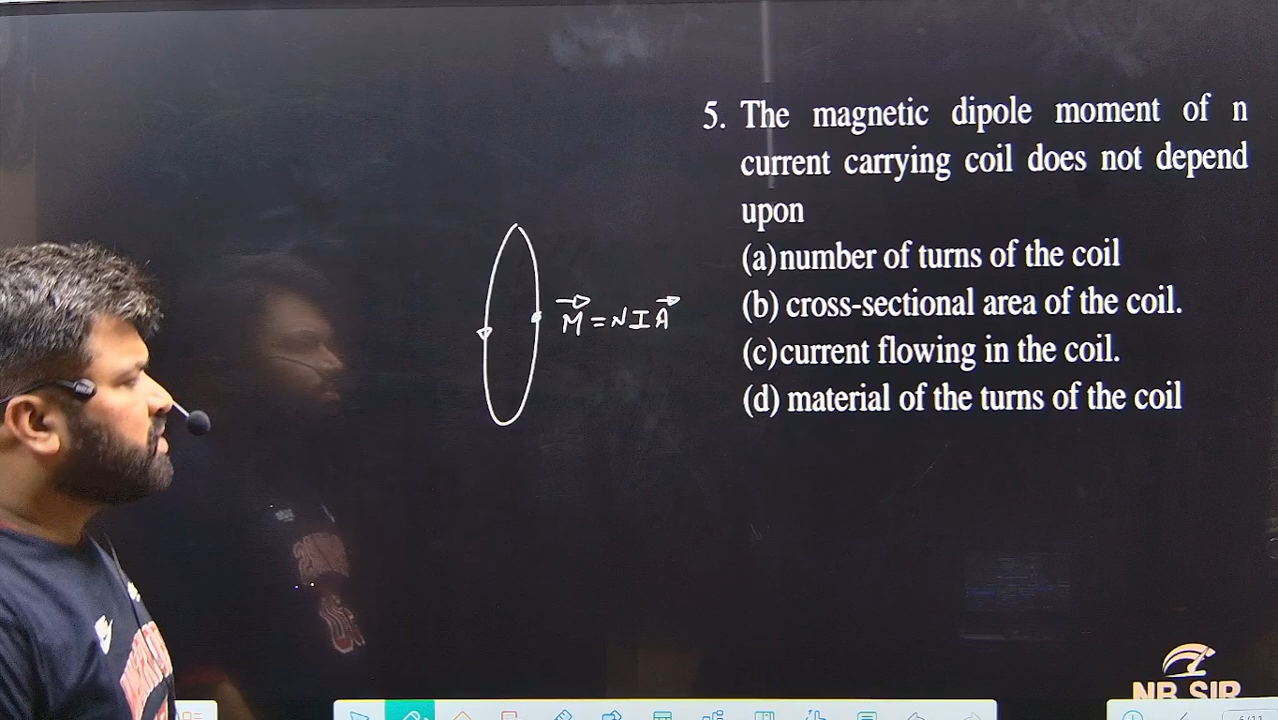 5. The magnetic dipole moment of n
current carrying coil does not depend
upon
(a) number of turns of the coil
(b) cross-sectional area of the coil.
(c) current flowing in the coil.
(d) material of the turns of the coil
M = NIA
NB SIR